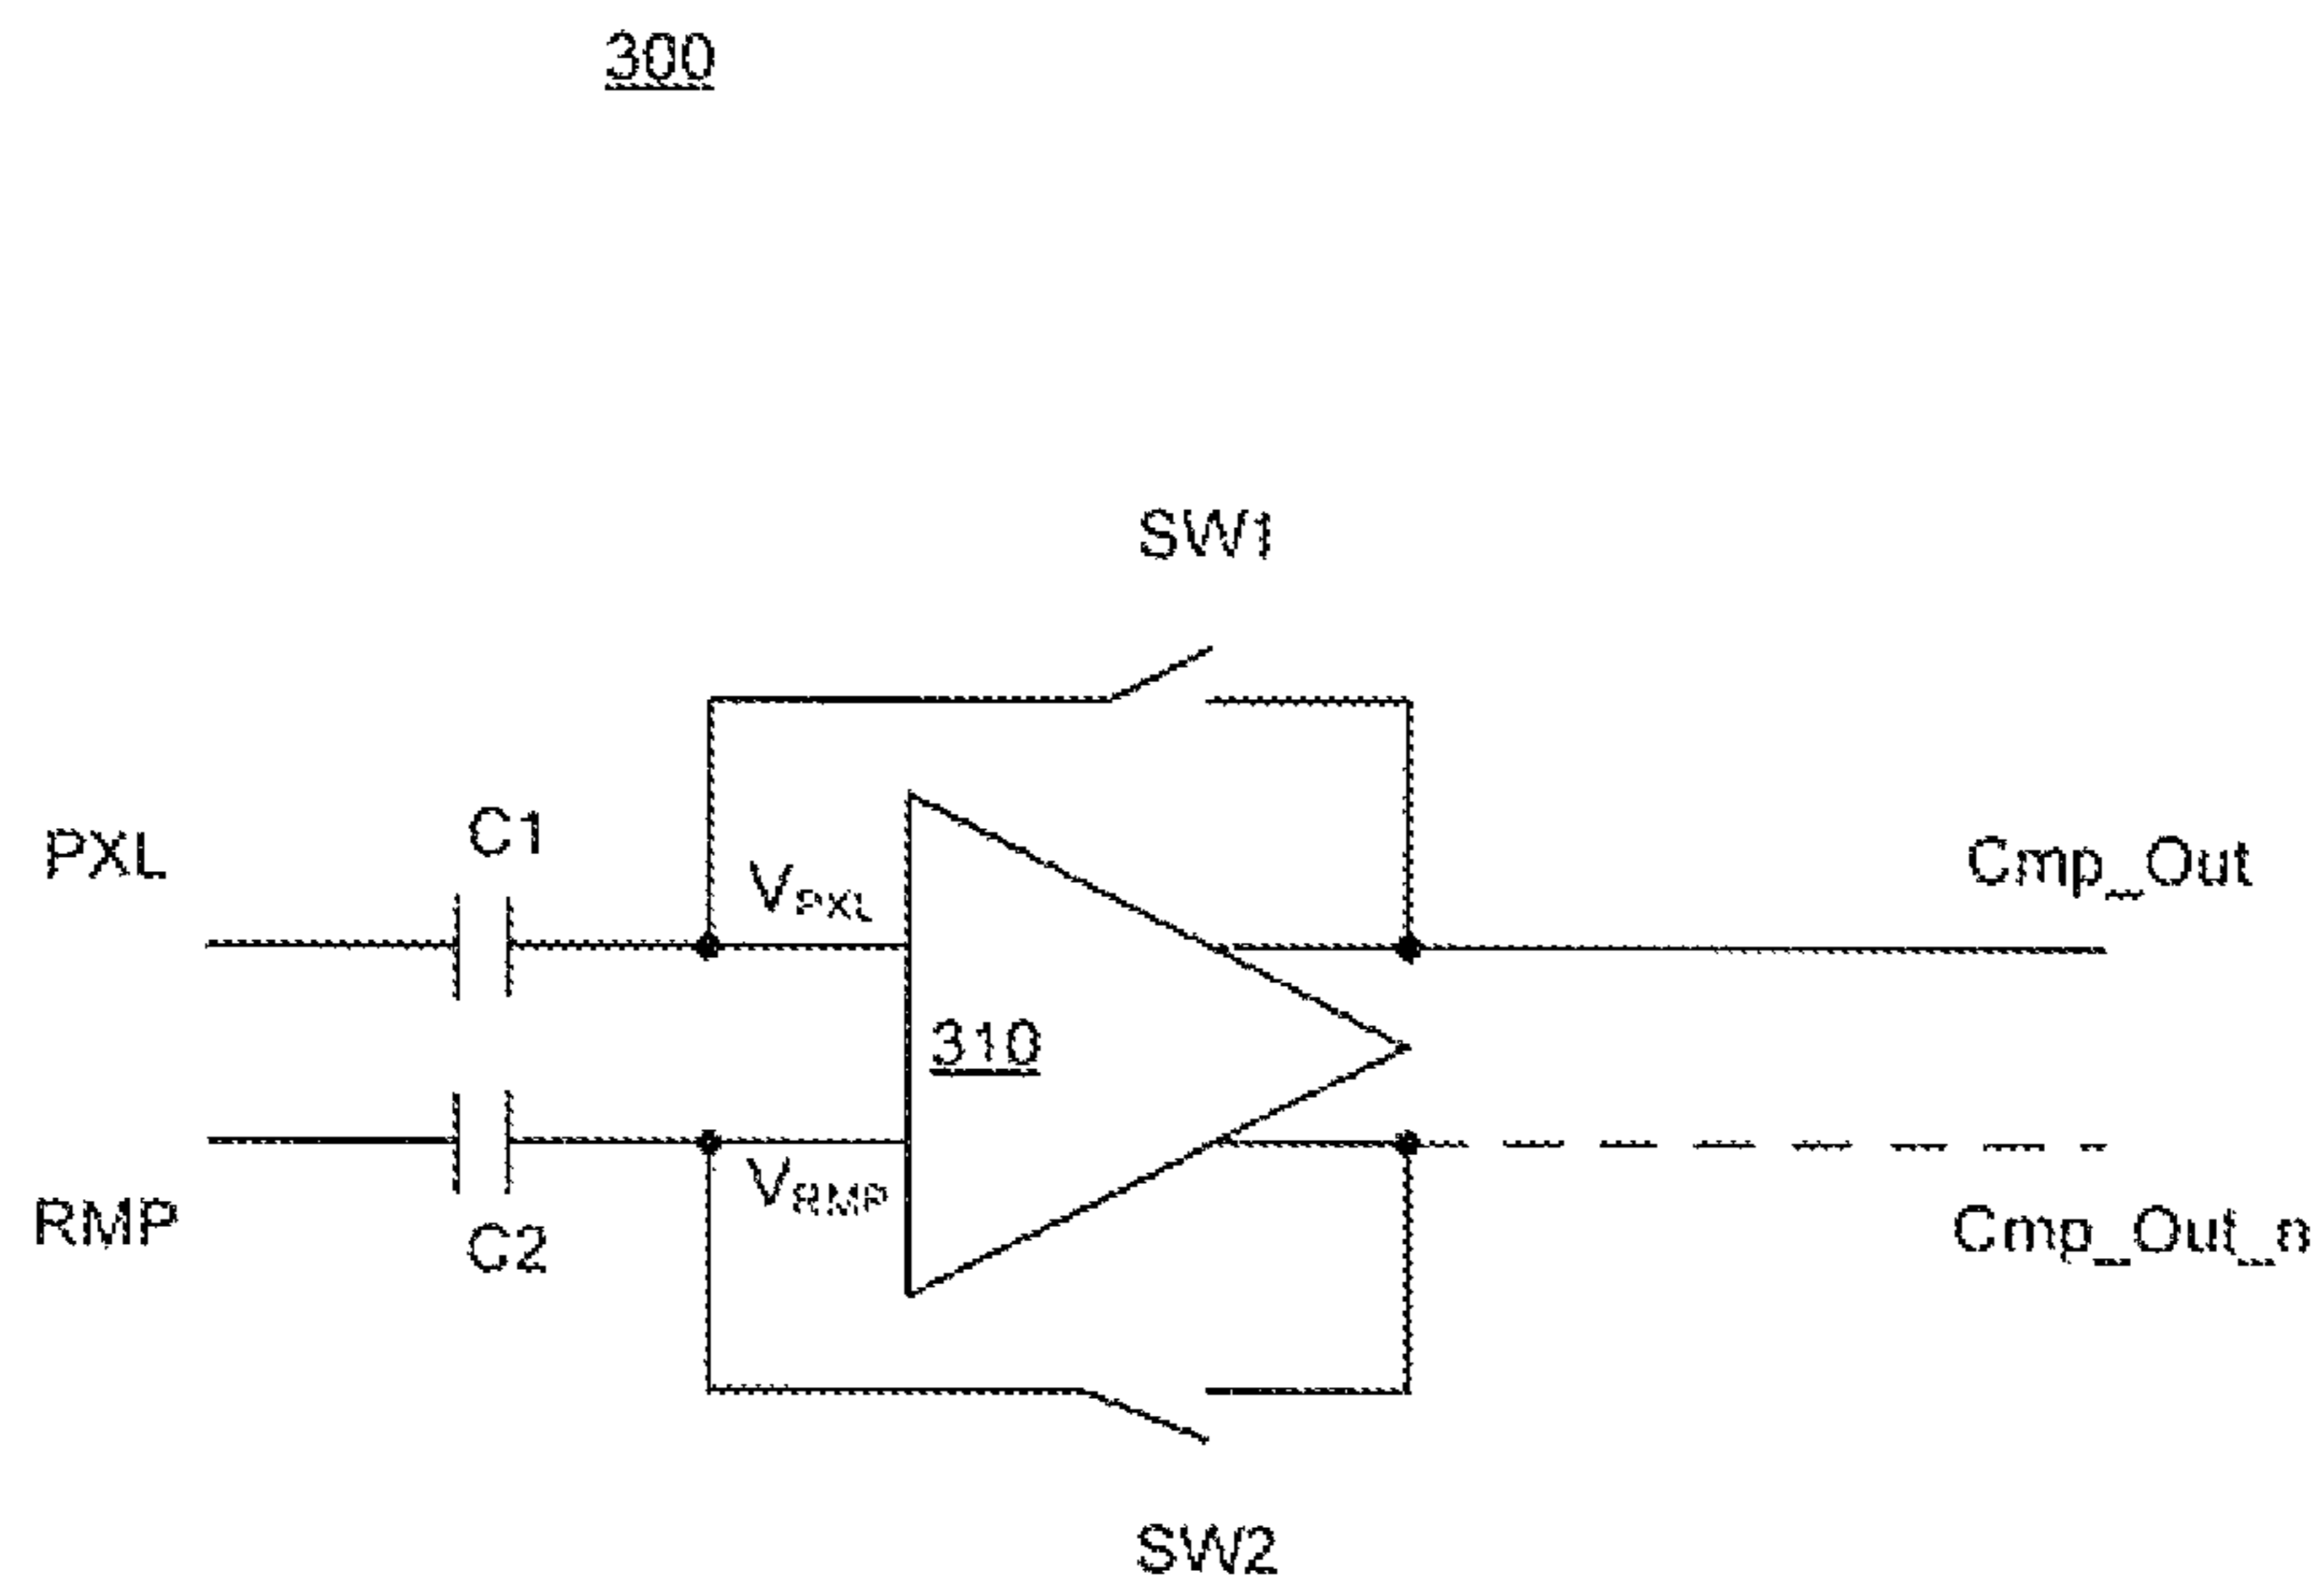 300
SW1
PXL
C1
VPXL
Cmp_Out
310
RMP
C2
VRMP
Cmp_Out_n
SW2